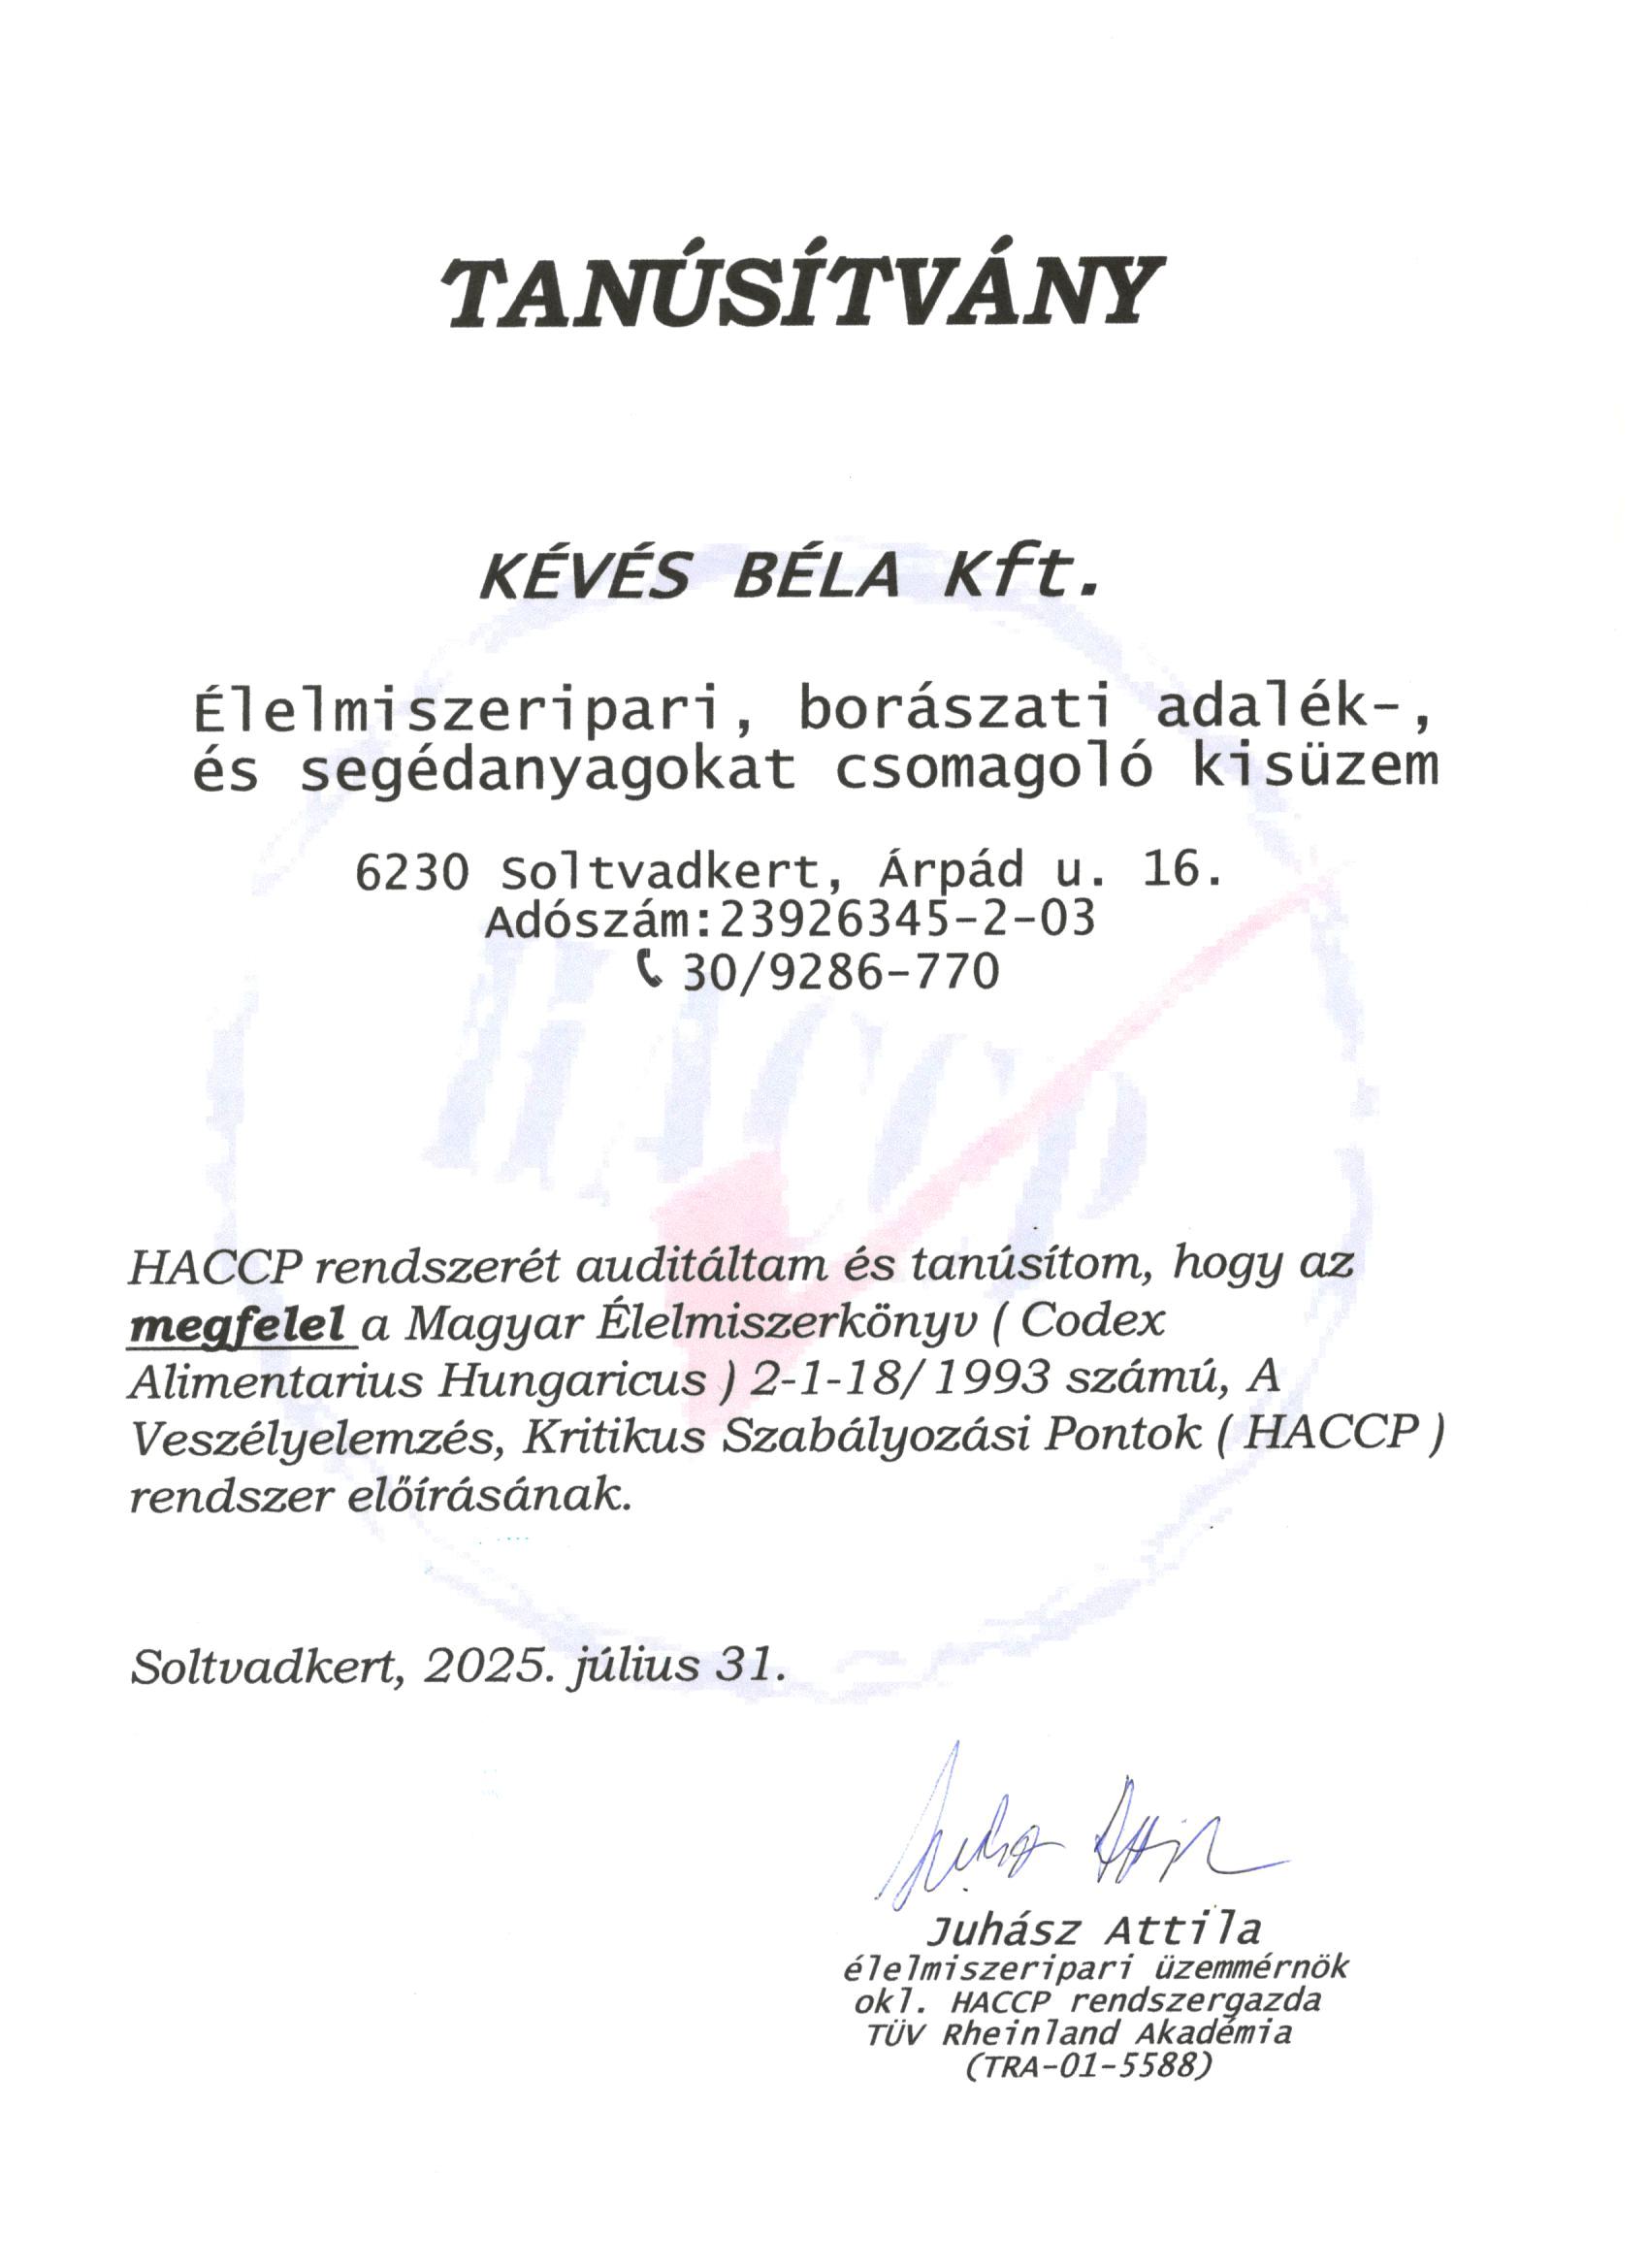 TANÚSÍTVÁNY
KÉVÉS BÉLA Kft.
Élelmiszeripari, borászati adalék-,
és segédanyagokat csomagoló kisüzem
6230 Soltvadkert, Árpád u. 16.
Adószám:23926345-2-03
30/9286-770
HACCP
HACCP rendszerét auditáltam és tanúsítom, hogy az
megfelel a Magyar Élelmiszerkönyv ( Codex
Alimentarius Hungaricus ) 2-1-18/1993 számú, A
Veszélyelemzés, Kritikus Szabályozási Pontok ( HACCP )
rendszer előírásának.
Soltvadkert, 2025. július 31.
Juhász Attila
Juhász Attila
élelmiszeripari üzemmérnök
okl. HACCP rendszergazda
TÜV Rheinland Akadémia
(TRA-01-5588)